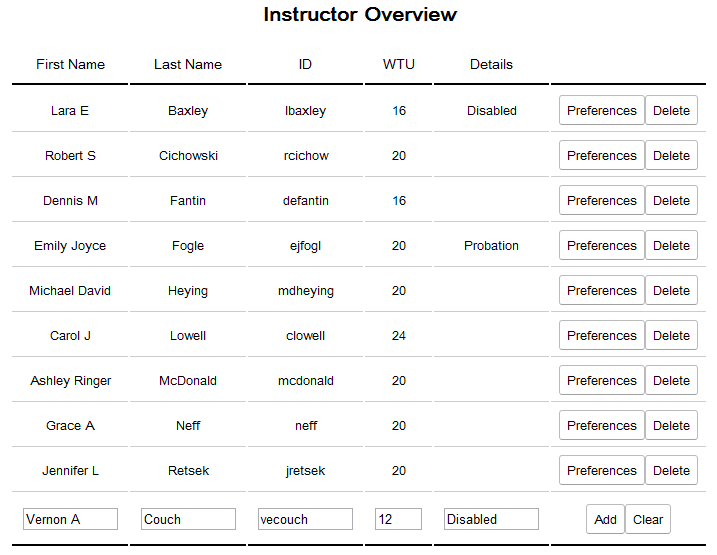 Instructor Overview
First Name Last Name ID WTU Details
Lara E Baxley lbaxley 16 Disabled Preferences Delete
Robert S Cichowski rcichow 20 Preferences Delete
Dennis M Fantin defantin 16 Preferences Delete
Emily Joyce Fogle ejfogl 20 Probation Preferences Delete
Michael David Heying mdheying 20 Preferences Delete
Carol J Lowell clowell 24 Preferences Delete
Ashley Ringer McDonald mcdonald 20 Preferences Delete
Grace A Neff neff 20 Preferences Delete
Jennifer L Retsek jretsek 20 Preferences Delete
Vernon A Couch vecouch 12 Disabled Add Clear